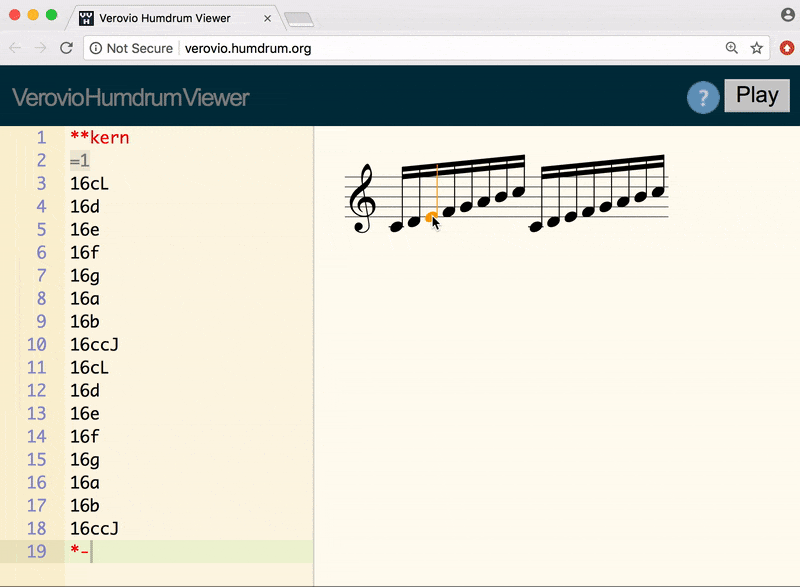 Verovio Humdrum Viewer
Not Secure verovio.humdrum.org
VerovioHumdrumViewer ? Play
1 **kern
2 =1
3 16cL
4 16d
5 16e
6 16f
7 16g
8 16a
9 16b
10 16ccJ
11 16cL
12 16d
13 16e
14 16f
15 16g
16 16a
17 16b
18 16ccJ
19 *-